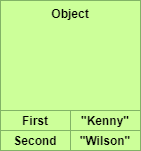 Object
First "Kenny"
Second "Wilson"